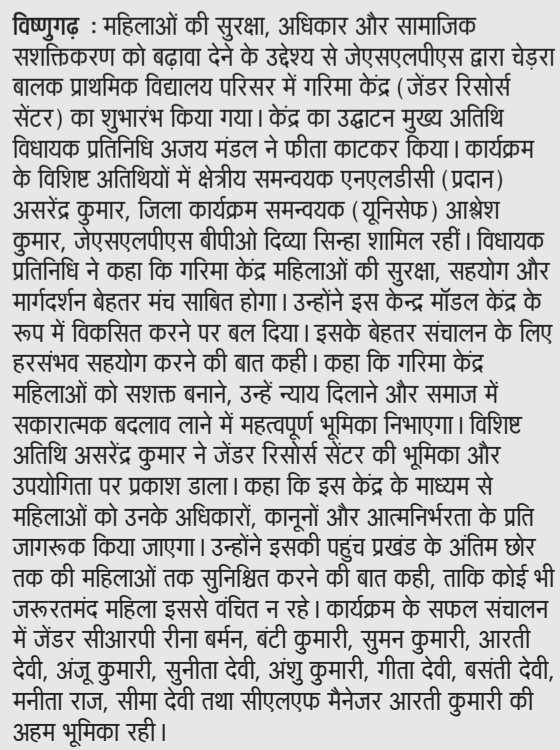 विष्णुगढ़ : महिलाओं की सुरक्षा, अधिकार और सामाजिक
सशक्तिकरण को बढ़ावा देने के उद्देश्य से जेएसएलपीएस द्वारा चेड़रा
बालक प्राथमिक विद्यालय परिसर में गरिमा केंद्र (जेंडर रिसोर्स
सेंटर) का शुभारंभ किया गया। केंद्र का उद्घाटन मुख्य अतिथि
विधायक प्रतिनिधि अजय मंडल ने फीता काटकर किया। कार्यक्रम
के विशिष्ट अतिथियों में क्षेत्रीय समन्वयक एनएलडीसी (प्रदान)
असरेंद्र कुमार, जिला कार्यक्रम समन्वयक (यूनिसेफ) आश्लेश
कुमार, जेएसएलपीएस बीपीओ दिव्या सिन्हा शामिल रहीं। विधायक
प्रतिनिधि ने कहा कि गरिमा केंद्र महिलाओं की सुरक्षा, सहयोग और
मार्गदर्शन बेहतर मंच साबित होगा। उन्होंने इस केन्द्र मॉडल केंद्र के
रूप में विकसित करने पर बल दिया। इसके बेहतर संचालन के लिए
हरसंभव सहयोग करने की बात कही। कहा कि गरिमा केंद्र
महिलाओं को सशक्त बनाने, उन्हें न्याय दिलाने और समाज में
सकारात्मक बदलाव लाने में महत्वपूर्ण भूमिका निभाएगा। विशिष्ट
अतिथि असरेंद्र कुमार ने जेंडर रिसोर्स सेंटर की भूमिका और
उपयोगिता पर प्रकाश डाला। कहा कि इस केंद्र के माध्यम से
महिलाओं को उनके अधिकारों, कानूनों और आत्मनिर्भरता के प्रति
जागरूक किया जाएगा। उन्होंने इसकी पहुंच प्रखंड के अंतिम छोर
तक की महिलाओं तक सुनिश्चित करने की बात कही, ताकि कोई भी
जरूरतमंद महिला इससे वंचित न रहे। कार्यक्रम के सफल संचालन
में जेंडर सीआरपी रीना बर्मन, बंटी कुमारी, सुमन कुमारी, आरती
देवी, अंजू कुमारी, सुनीता देवी, अंशु कुमारी, गीता देवी, बसंती देवी,
मनीता राज, सीमा देवी तथा सीएलएफ मैनेजर आरती कुमारी की
अहम भूमिका रही।